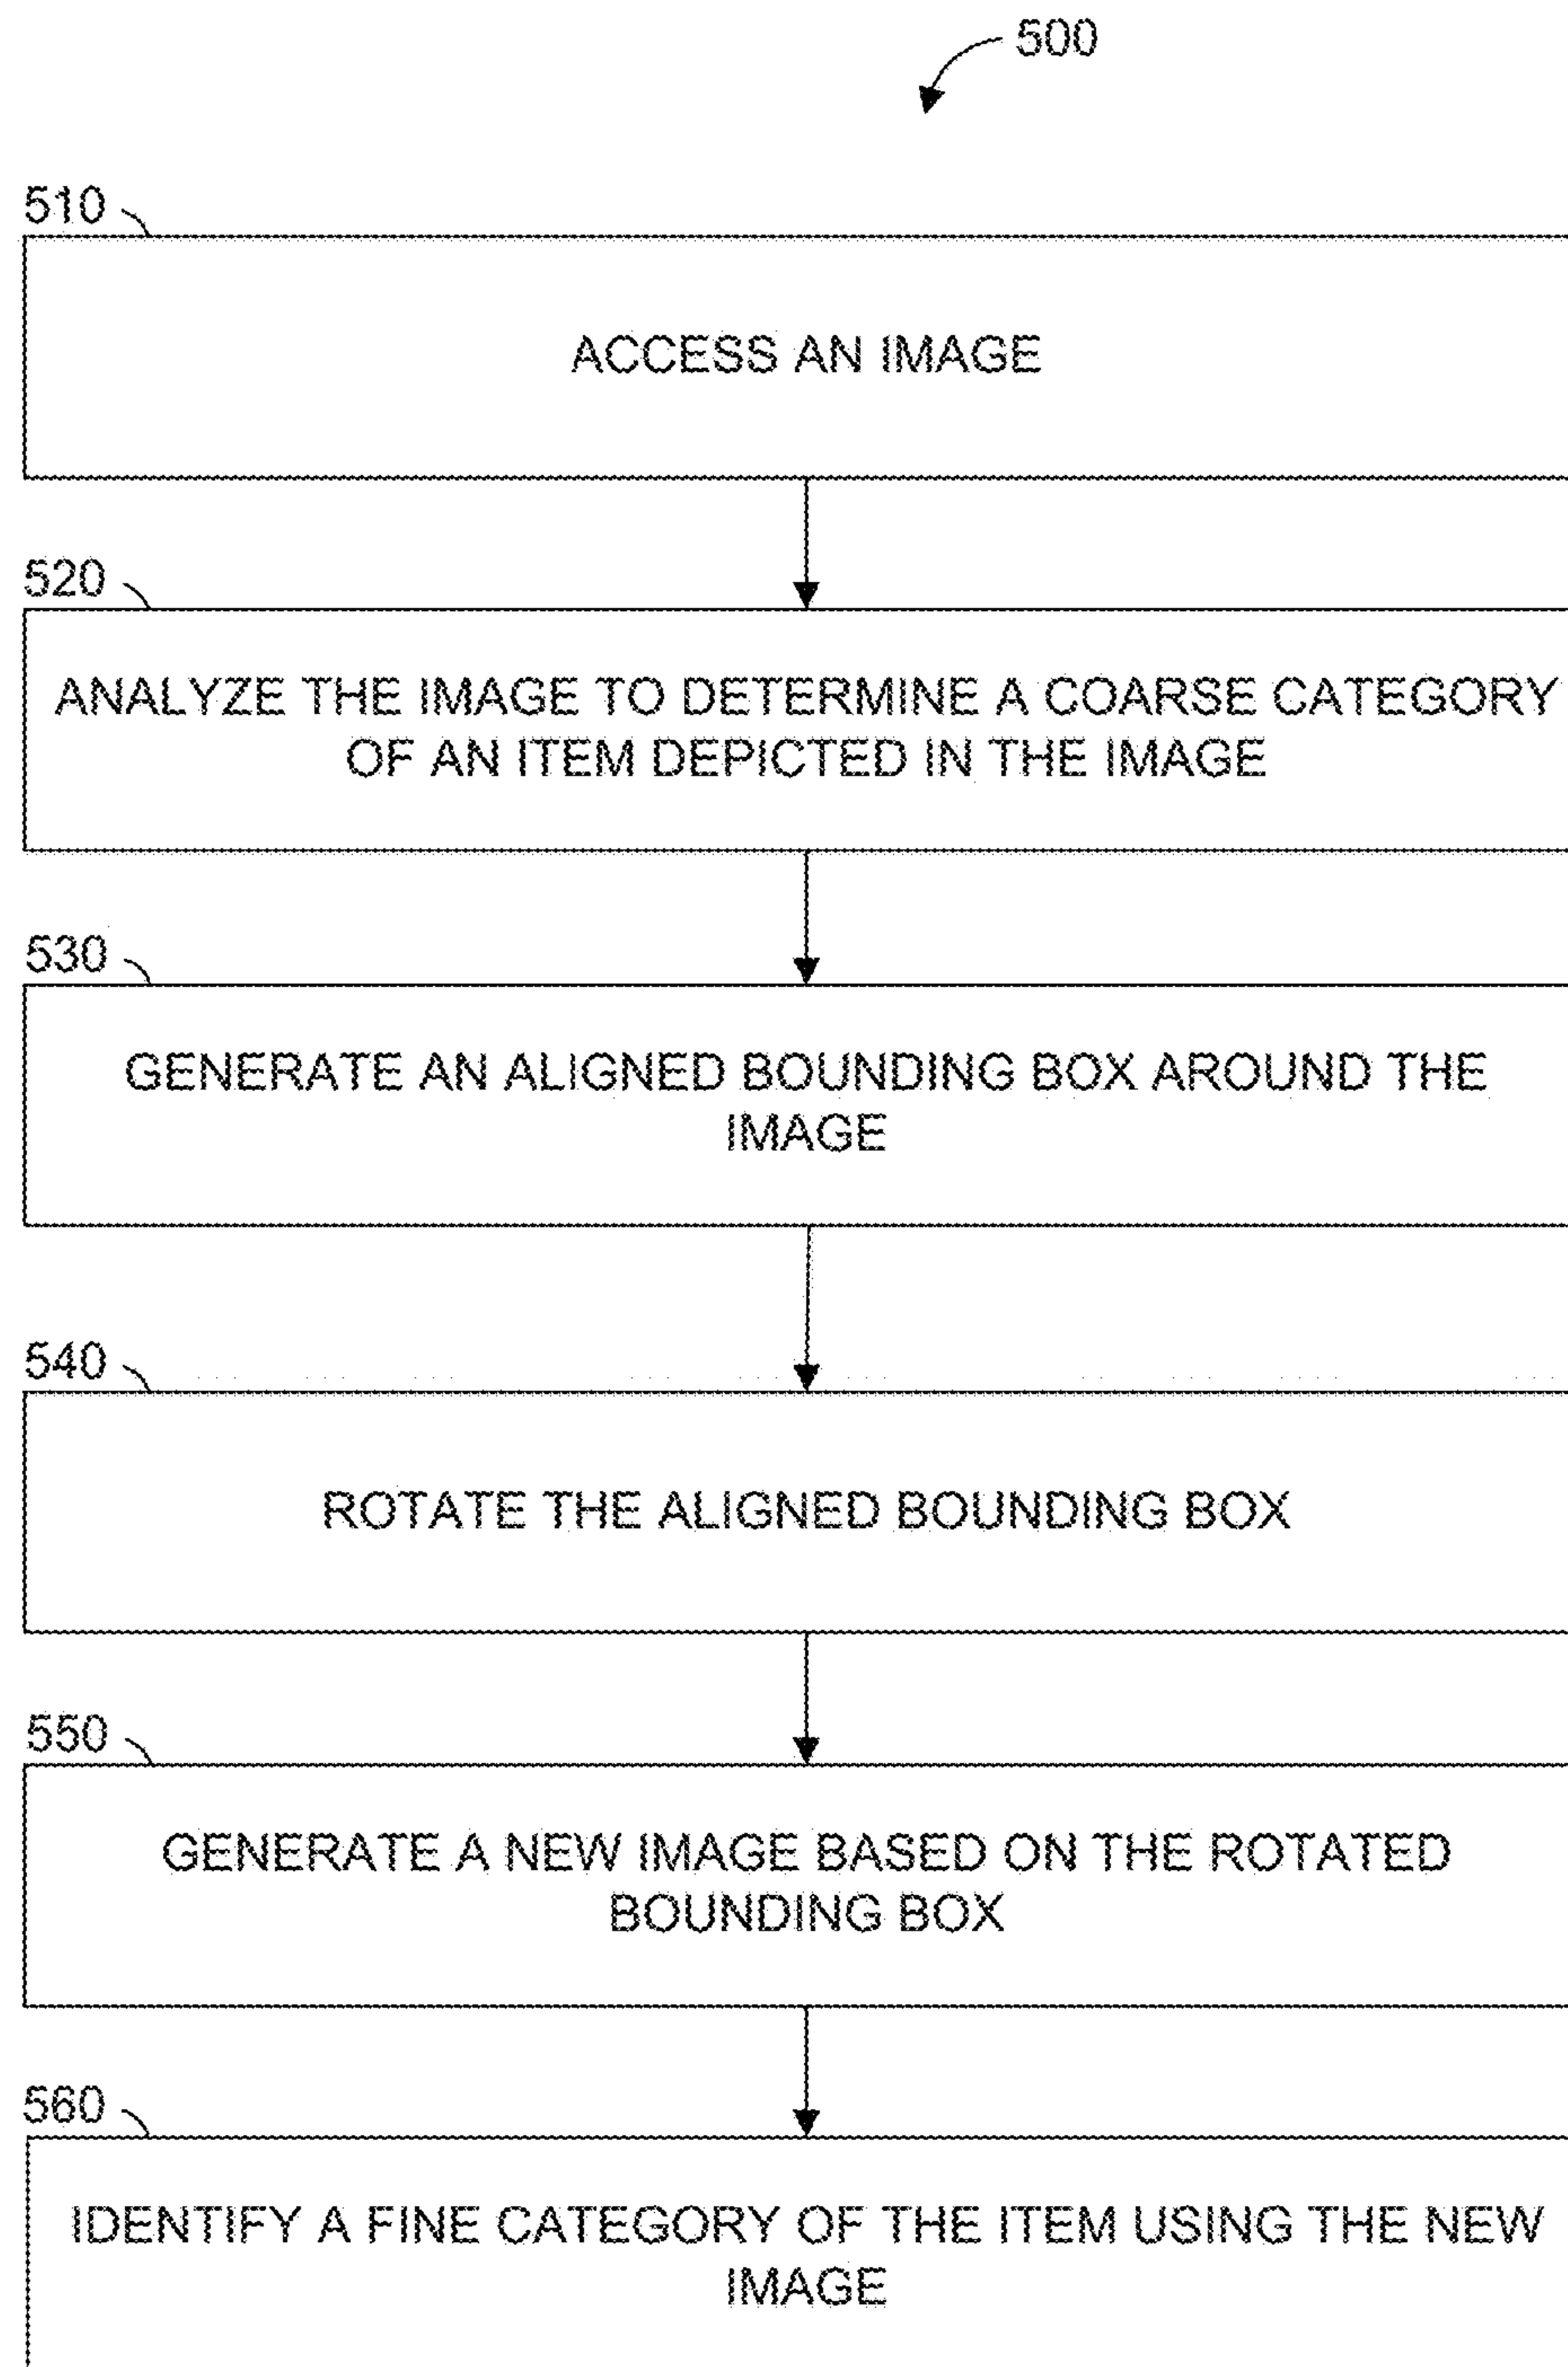 500
510
ACCESS AN IMAGE
520
ANALYZE THE IMAGE TO DETERMINE A COARSE CATEGORY
OF AN ITEM DEPICTED IN THE IMAGE
530
GENERATE AN ALIGNED BOUNDING BOX AROUND THE
IMAGE
540
ROTATE THE ALIGNED BOUNDING BOX
550
GENERATE A NEW IMAGE BASED ON THE ROTATED
BOUNDING BOX
560
IDENTIFY A FINE CATEGORY OF THE ITEM USING THE NEW
IMAGE